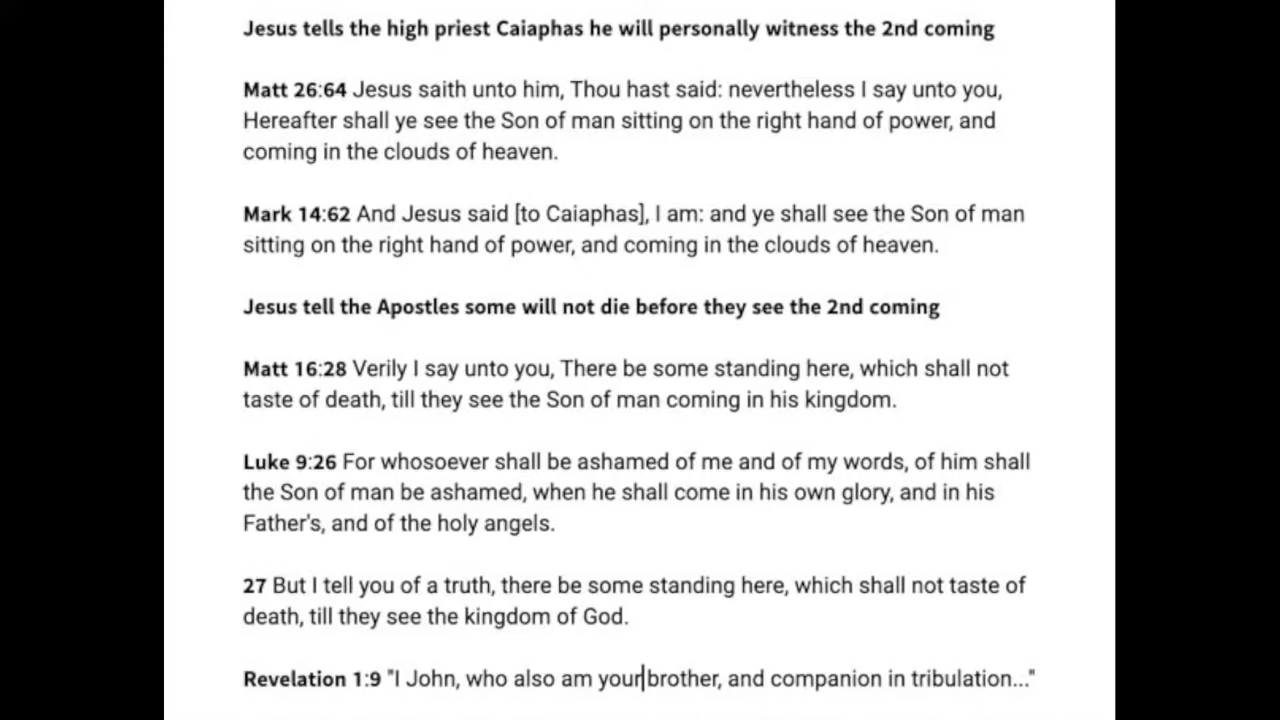 Jesus tells the high priest Caiaphas he will personally witness the 2nd coming
Matt 26:64 Jesus saith unto him, Thou hast said: nevertheless I say unto you,
Hereafter shall ye see the Son of man sitting on the right hand of power, and
coming in the clouds of heaven.
Mark 14:62 And Jesus said [to Caiaphas], I am: and ye shall see the Son of man
sitting on the right hand of power, and coming in the clouds of heaven.
Jesus tell the Apostles some will not die before they see the 2nd coming
Matt 16:28 Verily I say unto you, There be some standing here, which shall not
taste of death, till they see the Son of man coming in his kingdom.
Luke 9:26 For whosoever shall be ashamed of me and of my words, of him shall
the Son of man be ashamed, when he shall come in his own glory, and in his
Father's, and of the holy angels.
27 But I tell you of a truth, there be some standing here, which shall not taste of
death, till they see the kingdom of God.
Revelation 1:9 "I John, who also am your brother, and companion in tribulation..."